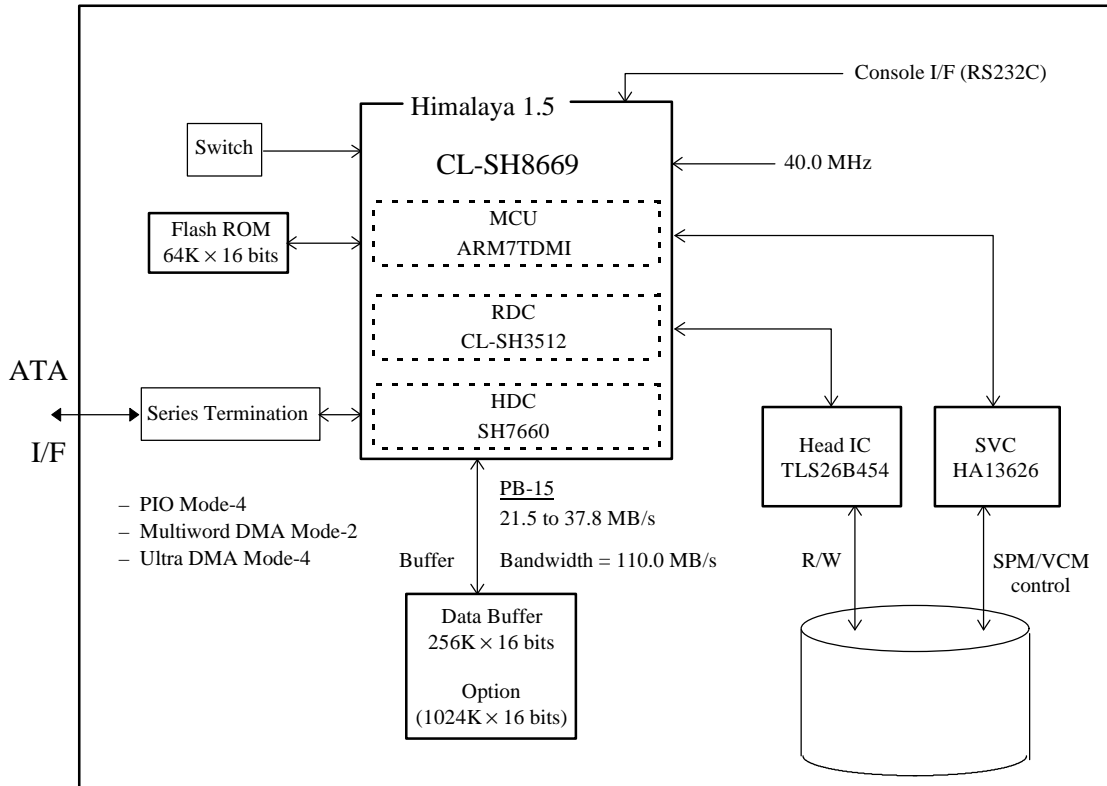 Console I/F (RS232C)
Himalaya 1.5
Switch
CL-SH8669
40.0 MHz
MCU
ARM7TDMI
Flash ROM
64K × 16 bits
RDC
CL-SH3512
ATA
I/F
Series Termination
HDC
SH7660
Head IC
TLS26B454
SVC
HA13626
– PIO Mode-4
– Multiword DMA Mode-2
– Ultra DMA Mode-4
PB-15
21.5 to 37.8 MB/s
Buffer
Bandwidth = 110.0 MB/s
R/W
SPM/VCM
control
Data Buffer
256K × 16 bits
Option
(1024K × 16 bits)